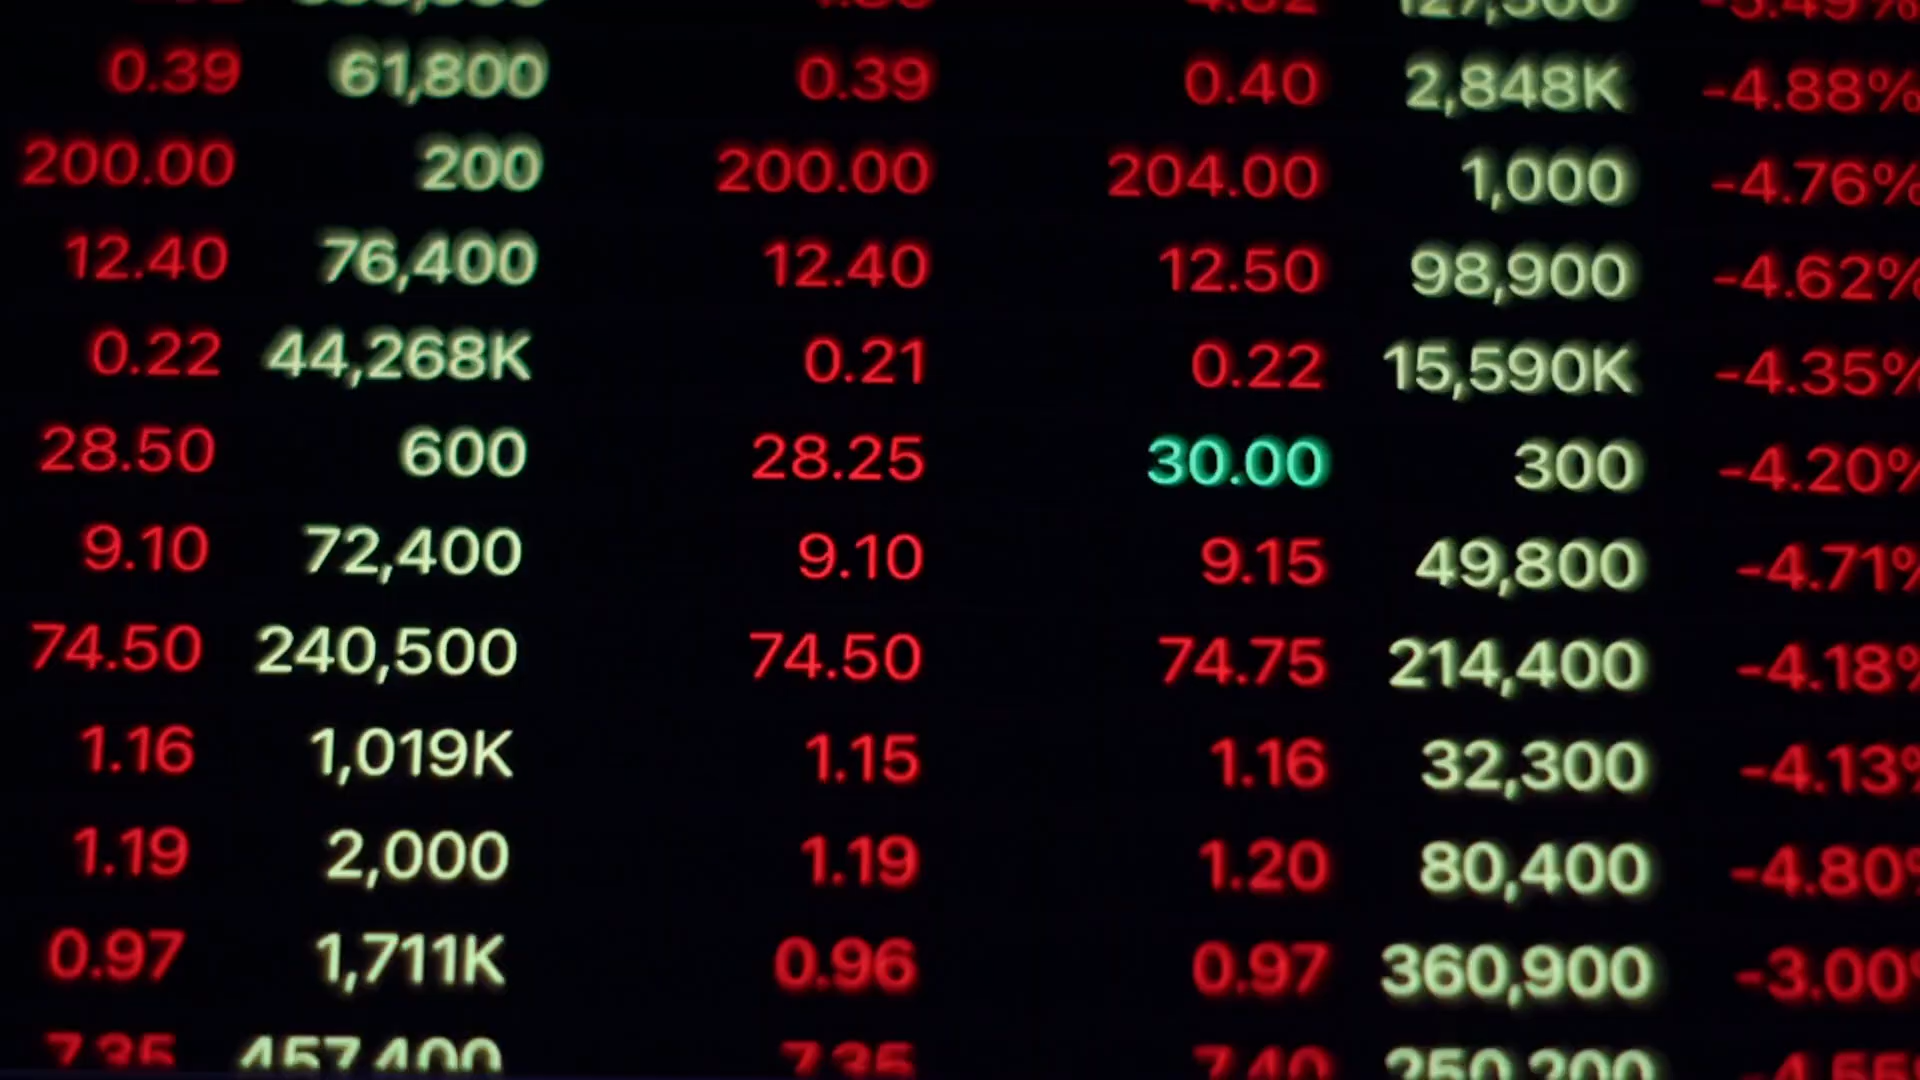 0.39 61,800 0.39 0.40 2,848K -4.88%
200.00 200 200.00 204.00 1,000 -4.76%
12.40 76,400 12.40 12.50 98,900 -4.62%
0.22 44,268K 0.21 0.22 15,590K -4.35%
28.50 600 28.25 30.00 300 -4.20%
9.10 72,400 9.10 9.15 49,800 -4.71%
74.50 240,500 74.50 74.75 214,400 -4.18%
1.16 1,019K 1.15 1.16 32,300 -4.13%
1.19 2,000 1.19 1.20 80,400 -4.80%
0.97 1,711K 0.96 0.97 360,900 -3.00%
7.35 457,400 7.35 7.40 250,200